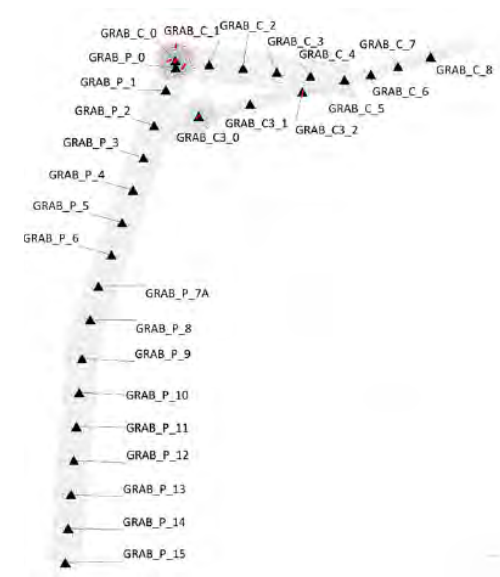 GRAB_C_0
GRAB_C_1
GRAB_C_2
GRAB_C_3
GRAB_C_4
GRAB_C_7
GRAB_C_8
GRAB_P_0
GRAB_P_1
GRAB_C_6
GRAB_C_5
GRAB_P_2
GRAB_C3_1
GRAB_C3_2
GRAB_C3_0
GRAB_P_3
GRAB_P_4
GRAB_P_5
GRAB_P_6
GRAB_P_7A
GRAB_P_8
GRAB_P_9
GRAB_P_10
GRAB_P_11
GRAB_P_12
GRAB_P_13
GRAB_P_14
GRAB_P_15